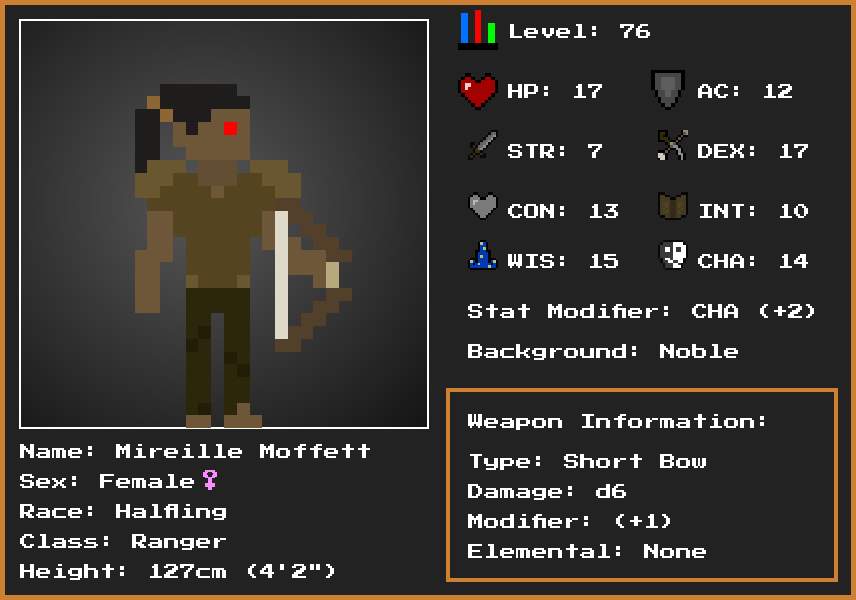 Level: 76
HP: 17
AC: 12
STR: 7
DEX: 17
CON: 13
INT: 10
WIS: 15
CHA: 14
Stat Modifier: CHA (+2)
Background: Noble
Weapon Information:
Type: Short Bow
Damage: d6
Modifier: (+1)
Elemental: None
Name: Mireille Moffett
Sex: Female♀
Race: Halfling
Class: Ranger
Height: 127cm (4'2")